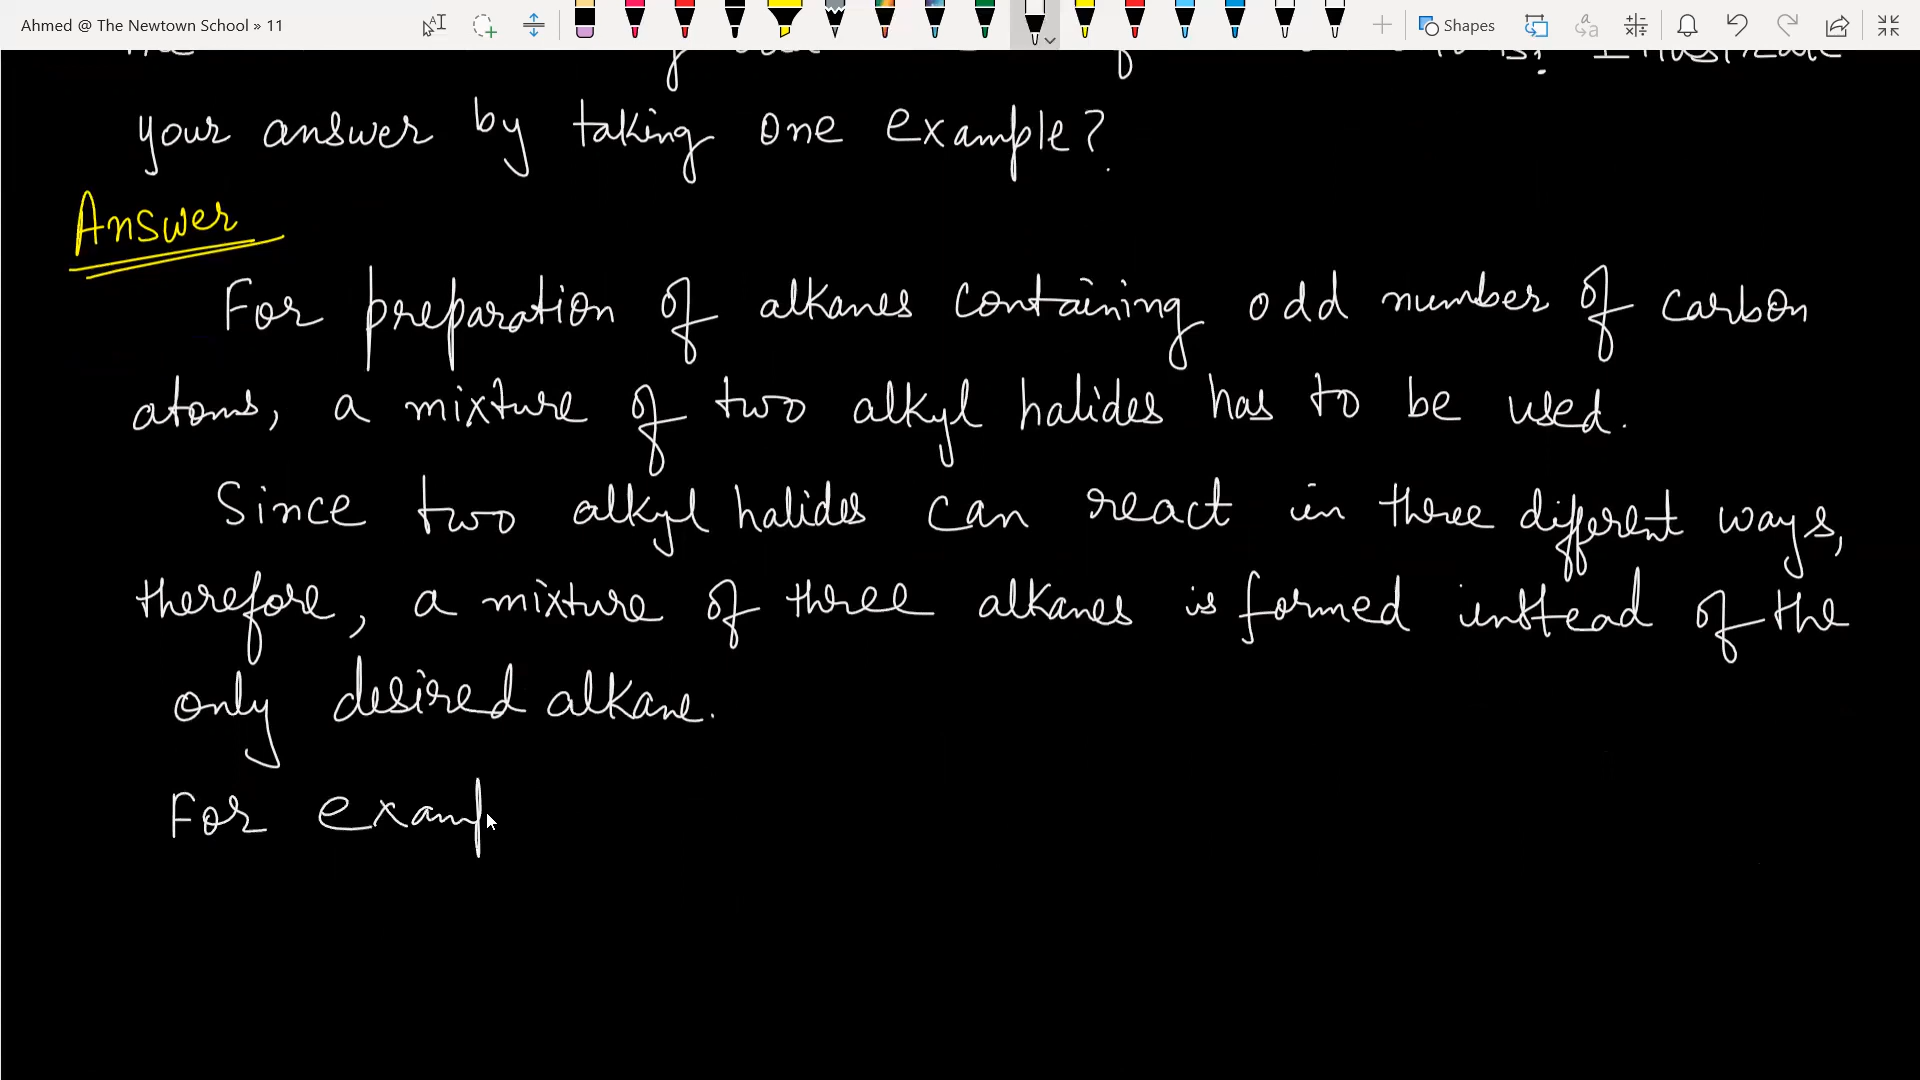 Ahmed @ The Newtown School » 11
Shapes
Illustrate
your answer by taking one example?
Answer
For preparation of alkanes containing odd number of carbon
atoms, a mixture of two alkyl halides has to be used.
Since two alkyl halides can react in three different ways,
therefore, a mixture of three alkanes is formed instead of the
only desired alkane.
For examp